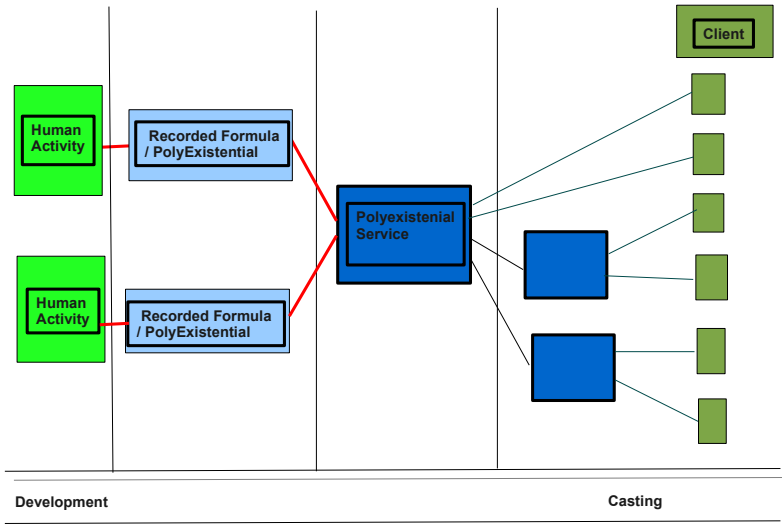 Client
Human
Activity
Recorded Formula
/ PolyExistential
Polyexistenial
Service
Human
Activity
Recorded Formula
/ PolyExistential
Development
Casting